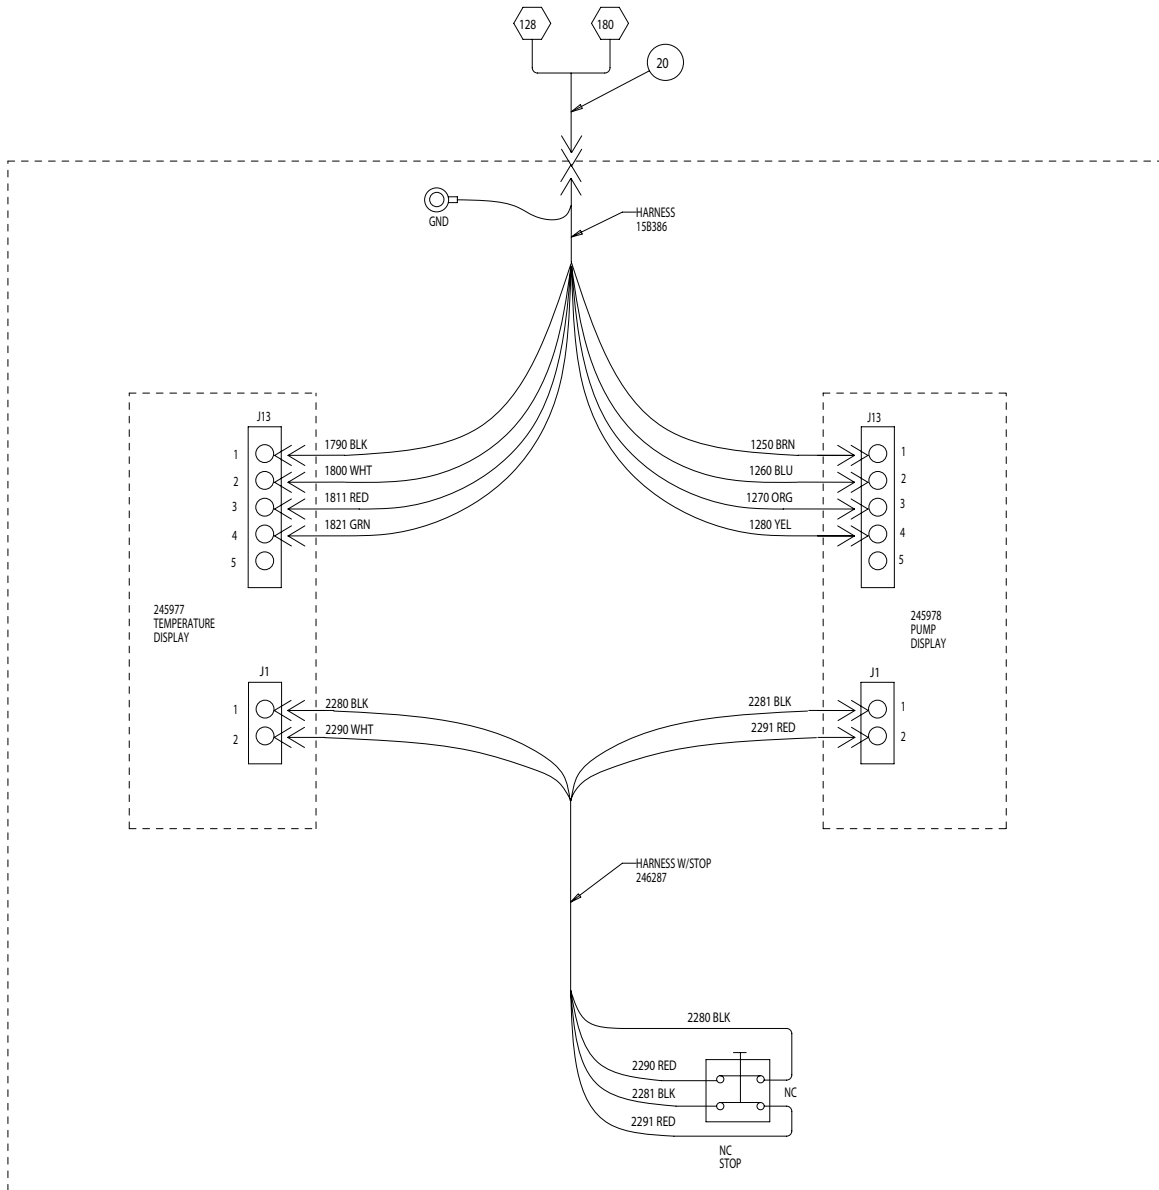 128
180
20
GND
HARNESS
15B386
J13
1
2
3
4
5
1790 BLK
1800 WHT
1811 RED
1821 GRN
1250 BRN
1260 BLU
1270 ORG
1280 YEL
J13
1
2
3
4
5
245977
TEMPERATURE
DISPLAY
245978
PUMP
DISPLAY
J1
1
2
2280 BLK
2290 WHT
2281 BLK
2291 RED
J1
1
2
HARNESS W/STOP
246287
2280 BLK
2290 RED
2281 BLK
2291 RED
NC
NC
STOP